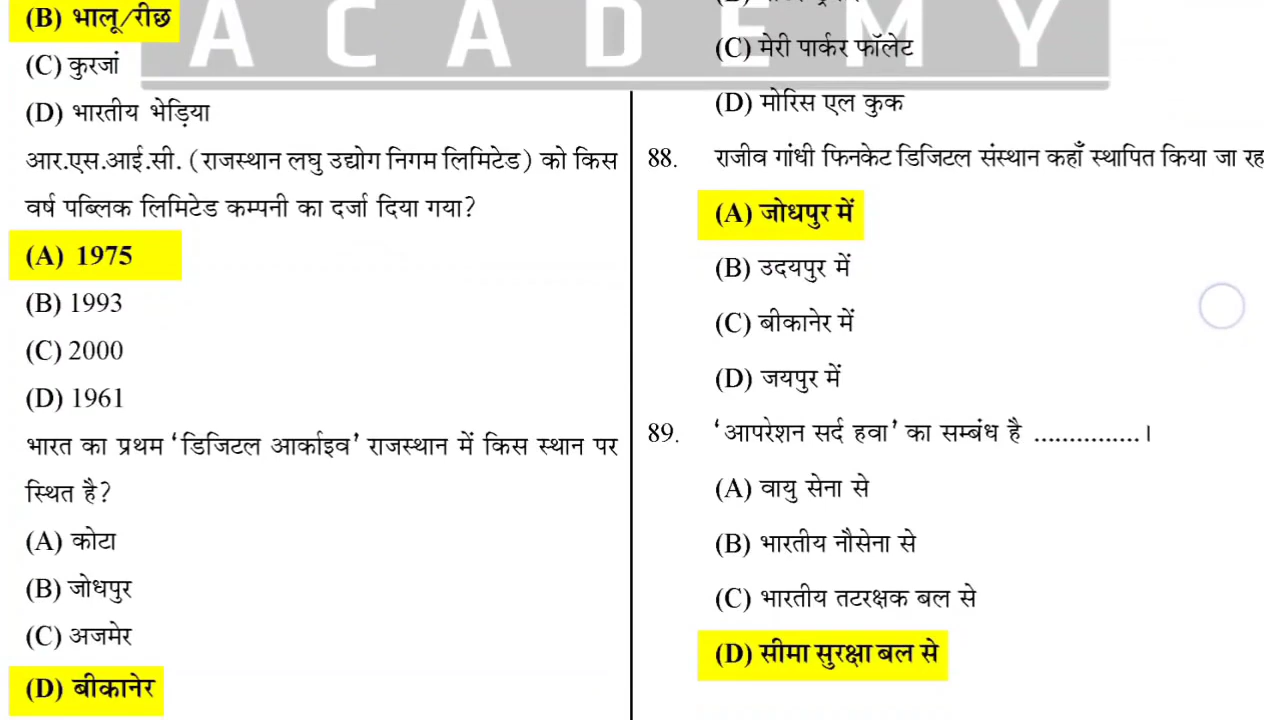 ACADEMY
(B) भालू/रीछ
(C) कुरजां
(D) भारतीय भेड़िया
आर.एस.आई.सी. (राजस्थान लघु उद्योग निगम लिमिटेड) को किस
वर्ष पब्लिक लिमिटेड कम्पनी का दर्जा दिया गया?
(A) 1975
(B) 1993
(C) 2000
(D) 1961
भारत का प्रथम ‘डिजिटल आर्काइव’ राजस्थान में किस स्थान पर
स्थित है?
(A) कोटा
(B) जोधपुर
(C) अजमेर
(D) बीकानेर
(C) मेरी पार्कर फॉलेट
(D) मोरिस एल कुक
88. राजीव गांधी फिनकेट डिजिटल संस्थान कहाँ स्थापित किया जा रह
(A) जोधपुर में
(B) उदयपुर में
(C) बीकानेर में
(D) जयपुर में
89. ‘आपरेशन सर्द हवा’ का सम्बंध है ...............।
(A) वायु सेना से
(B) भारतीय नौसेना से
(C) भारतीय तटरक्षक बल से
(D) सीमा सुरक्षा बल से